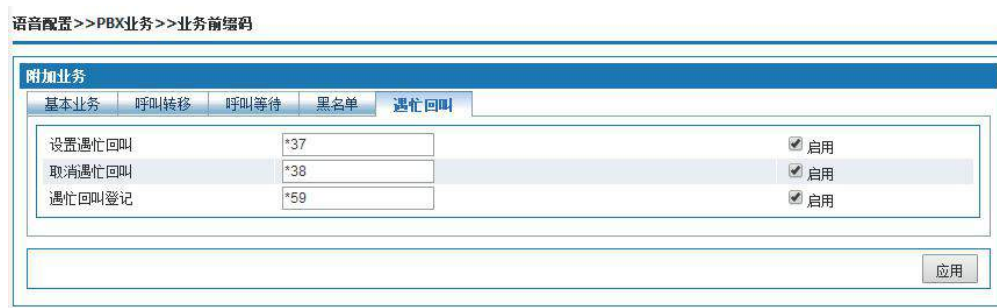 语音配置>>PBX业务>>业务前缀码
附加业务
基本业务 呼叫转移 呼叫等待 黑名单 遇忙回叫
设置遇忙回叫 *37 启用
取消遇忙回叫 *38 启用
遇忙回叫登记 *59 启用
应用